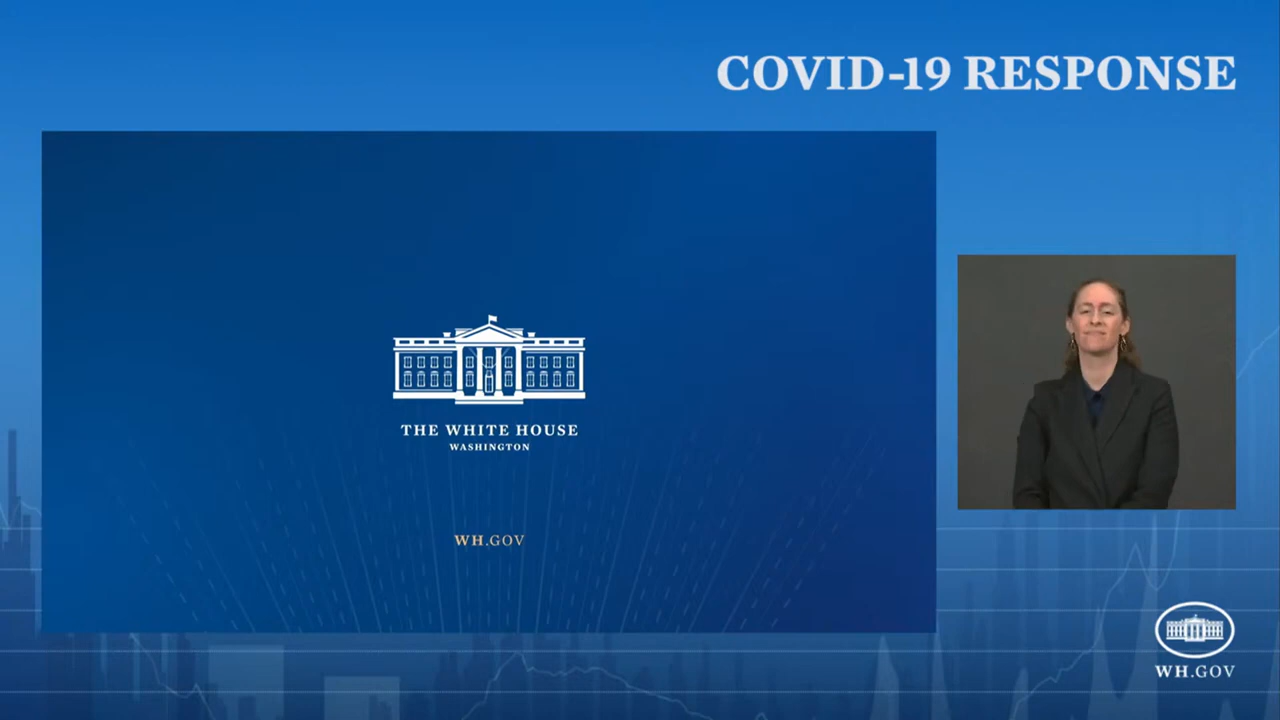 COVID-19 RESPONSE
THE WHITE HOUSE
WASHINGTON
WH.GOV
WH.GOV